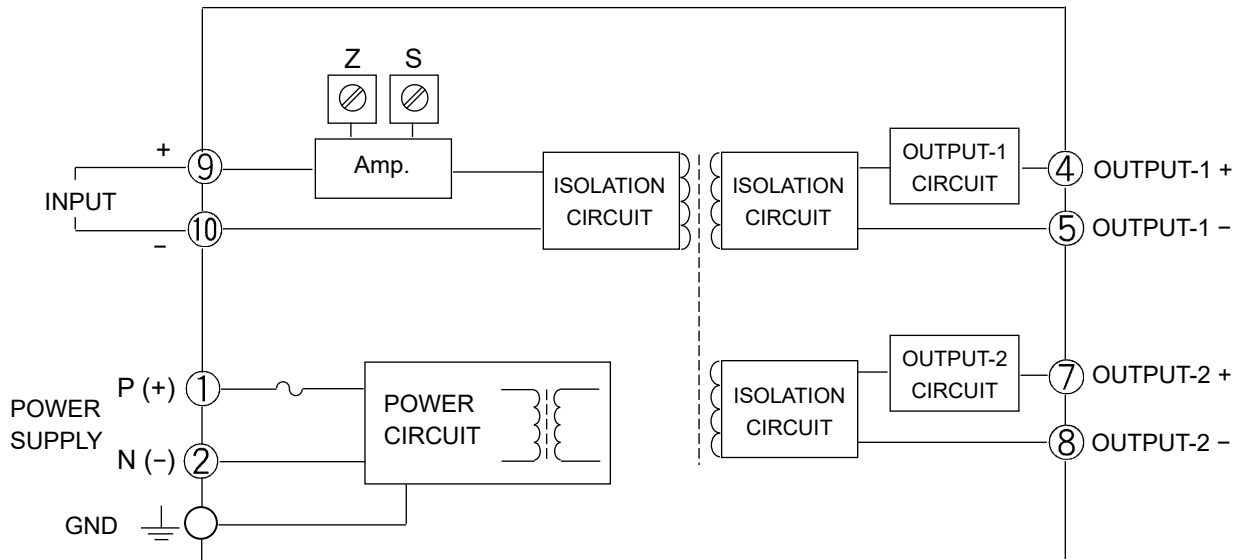 Z S
+ 9
Amp.
INPUT
− 10
ISOLATION
CIRCUIT
ISOLATION
CIRCUIT
OUTPUT-1
CIRCUIT
4 OUTPUT-1 +
5 OUTPUT-1 −
POWER
SUPPLY
P (+) 1
N (−) 2
GND
POWER
CIRCUIT
ISOLATION
CIRCUIT
OUTPUT-2
CIRCUIT
7 OUTPUT-2 +
8 OUTPUT-2 −